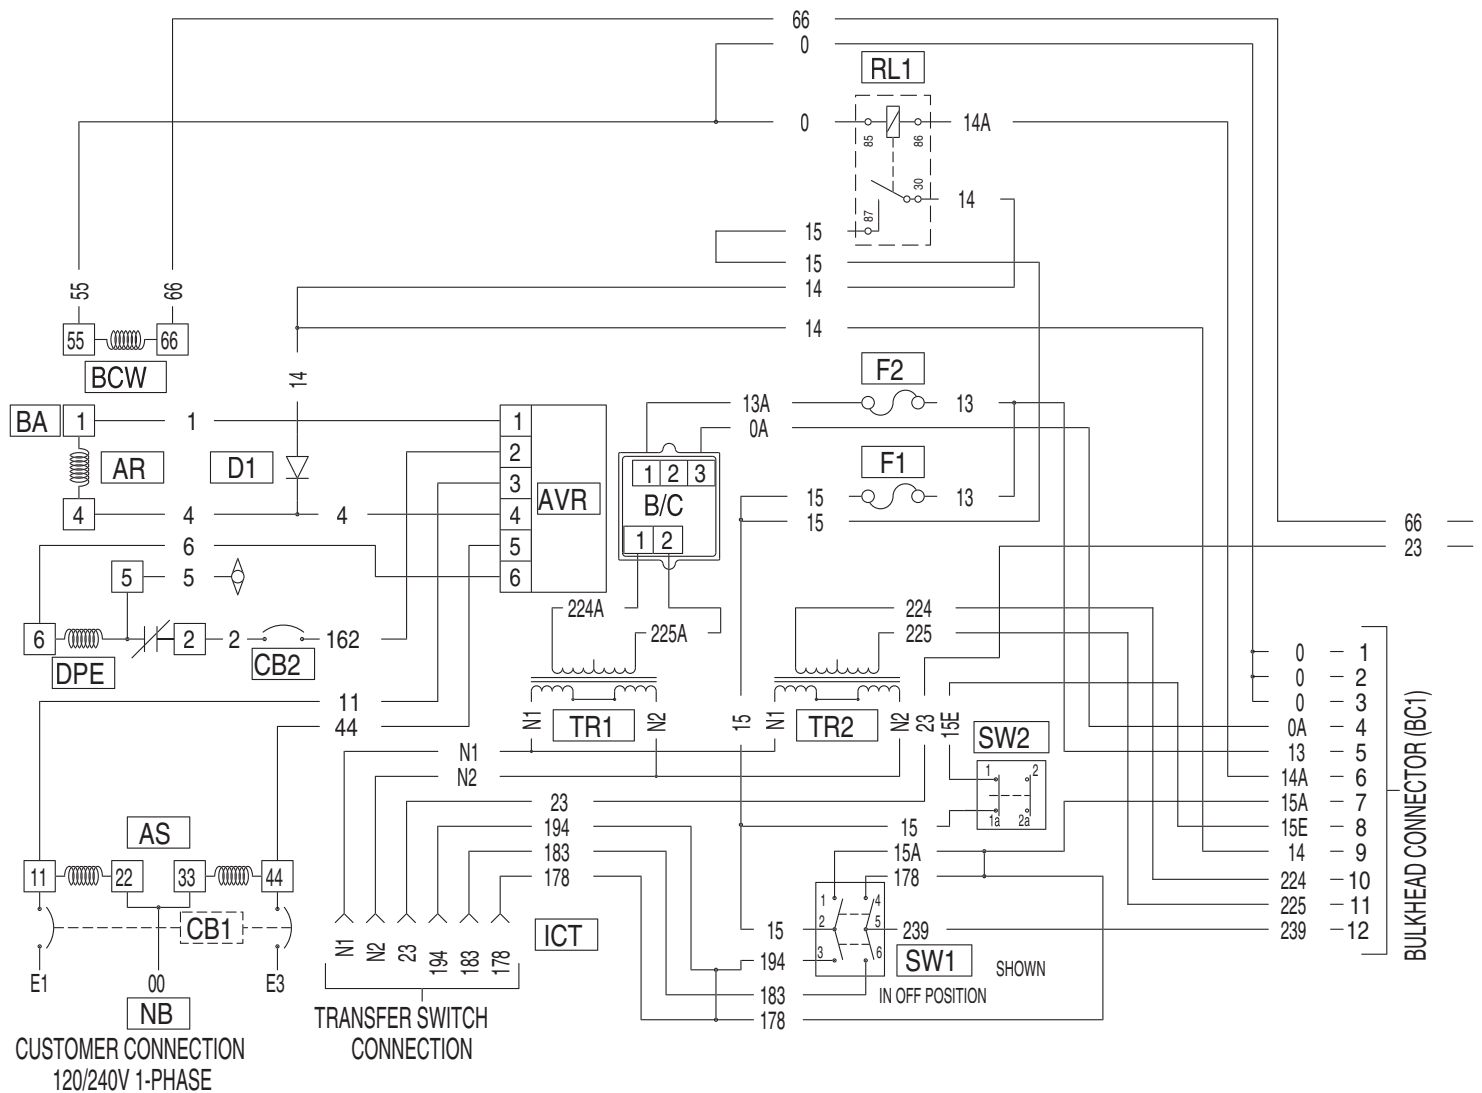 66
0
RL1
0
85
86
14A
30
14
87
15
15
14
14
55
66
55
66
BCW
14
F2
BA
1
1
1
13A
13
0A
2
AR
D1
F1
3
AVR
1 2 3
B/C
15
13
4
4
4
4
15
66
1 2
5
23
6
5
5
6
224A
224
225A
225
6
2
2
162
DPE
CB2
0
1
0
2
11
0
3
44
N1
TR1
N2
15
N1
TR2
N2
23
15E
SW2
0A
4
N1
13
5
N2
1
2
14A
6
23
15A
7
1a
2a
194
15
15E
8
AS
183
15A
14
9
11
22
33
44
178
178
224
10
1
4
225
11
CB1
ICT
15
2
5
239
239
12
BULKHEAD CONNECTOR (BC1)
N1
N2
23
194
183
178
194
3
6
SW1
SHOWN
E1
00
E3
183
IN OFF POSITION
NB
178
TRANSFER SWITCH
CONNECTION
CUSTOMER CONNECTION
120/240V 1-PHASE